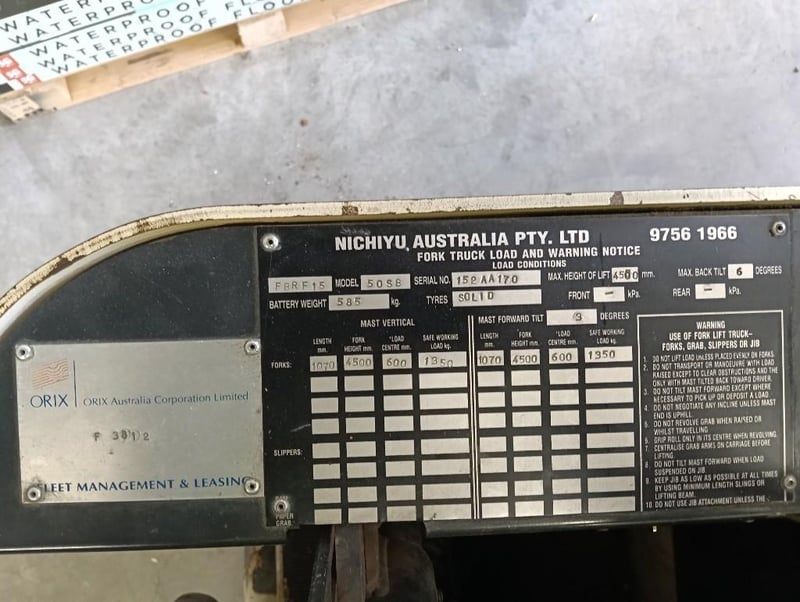 WATERPROOF
WATERPROOF
WATERPROOF FLOO
WATERPROOF FLOO
NICHIYU AUSTRALIA PTY. LTD 9756 1966
FORK TRUCK LOAD AND WARNING NOTICE
LOAD CONDITIONS
FBRF15 MODEL 50SB SERIAL NO. 152AA170 MAX. HEIGHT OF LIFT 4500 mm. MAX. BACK TILT 6 DEGREES
BATTERY WEIGHT 585 kg. TYRES SOLID FRONT - kPa. REAR - kPa.
MAST VERTICAL MAST FORWARD TILT 3 DEGREES
LENGTH mm. FORK HEIGHT mm. *LOAD CENTRE mm. SAFE WORKING LOAD kg. LENGTH mm. FORK HEIGHT mm. *LOAD CENTRE mm. SAFE WORKING LOAD kg.
FORKS: 1070 4500 600 1350 1070 4500 600 1350
SLIPPERS:
PAPER
GRAB
WARNING
USE OF FORK LIFT TRUCK-
FORKS, GRAB, SLIPPERS OR JIB
1. DO NOT LIFT LOAD UNLESS PLACED EVENLY ON FORKS.
2. DO NOT TRANSPORT OR MANOEUVRE WITH LOAD
RAISED EXCEPT TO CLEAR OBSTRUCTIONS AND THE
ONLY WITH MAST TILTED BACK TOWARD DRIVER.
3. DO NOT TILT MAST FORWARD EXCEPT WHERE
NECESSARY TO PICK UP OR DEPOSIT A LOAD.
4. DO NOT NEGOTIATE ANY INCLINE UNLESS MAST
END IS UPHILL.
5. DO NOT REVOLVE GRAB WHEN RAISED OR
WHILST TRAVELLING.
6. GRIP ROLL ONLY IN ITS CENTRE WHEN REVOLVING.
7. CENTRALISE GRAB ARMS ON CARRIAGE BEFORE
LIFTING.
8. DO NOT TILT MAST FORWARD WHEN LOAD
SUSPENDED ON JIB.
9. KEEP JIB AS LOW AS POSSIBLE AT ALL TIMES
BY USING MINIMUM LENGTH SLINGS OR
LIFTING BEAM.
10. DO NOT USE JIB ATTACHMENT UNLESS THE
ORIX ORIX Australia Corporation Limited
F 3812
FLEET MANAGEMENT & LEASING